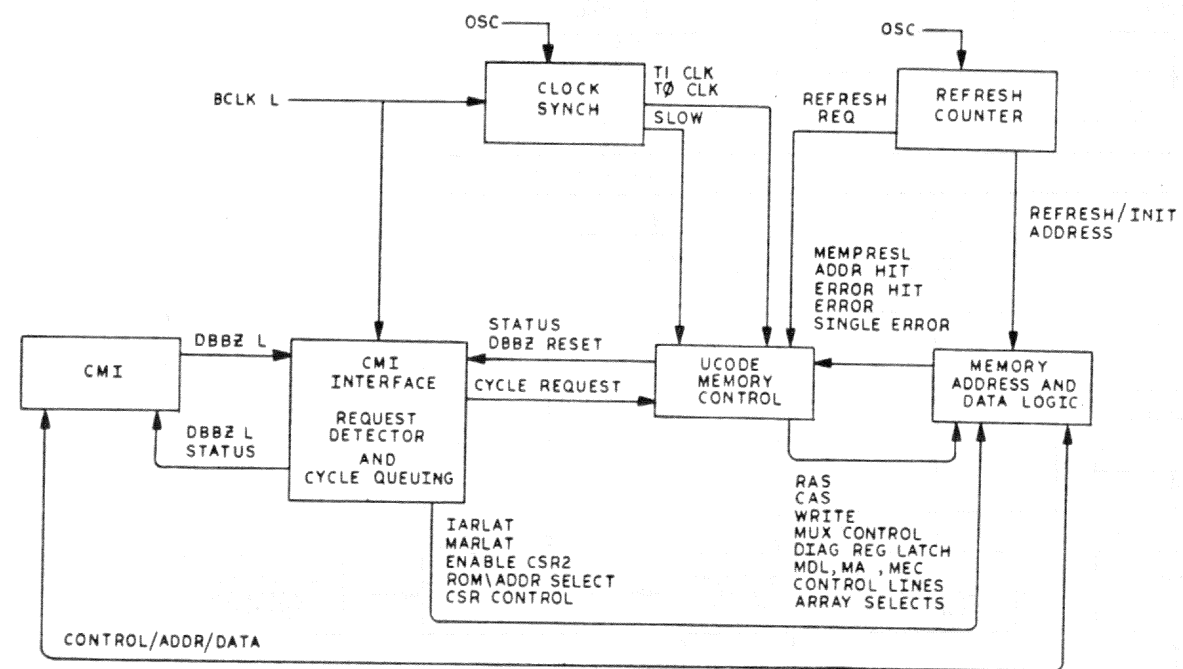 OSC
OSC
CLOCK
SYNCH
T1 CLK
TØ CLK
SLOW
BCLK L
REFRESH
REQ
REFRESH
COUNTER
REFRESH/INIT
ADDRESS
MEMPRESL
ADDR HIT
ERROR HIT
ERROR
SINGLE ERROR
CMI
DBBZ L
DBBZ L
STATUS
CMI
INTERFACE
REQUEST
DETECTOR
AND
CYCLE QUEUING
STATUS
DBBZ RESET
CYCLE REQUEST
UCODE
MEMORY
CONTROL
MEMORY
ADDRESS AND
DATA LOGIC
IARLAT
MARLAT
ENABLE CSR2
ROM\ADDR SELECT
CSR CONTROL
RAS
CAS
WRITE
MUX CONTROL
DIAG REG LATCH
MDL, MA , MEC
CONTROL LINES
ARRAY SELECTS
CONTROL/ADDR/DATA